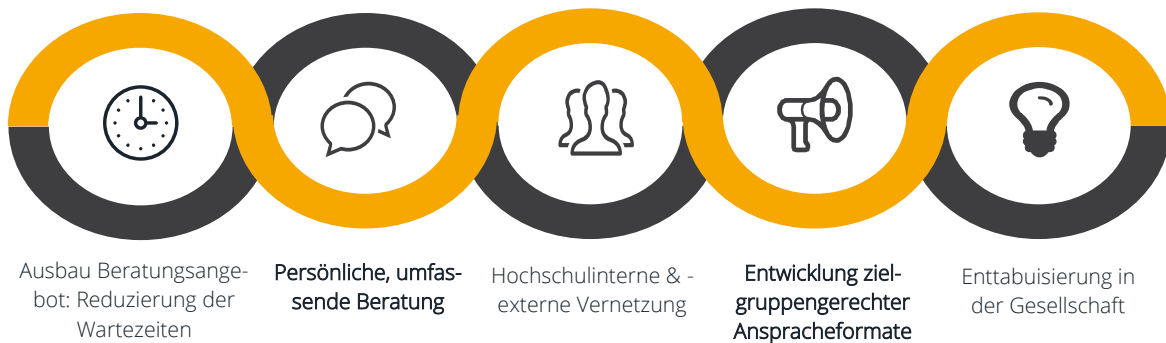 Ausbau Beratungsange-
bot: Reduzierung der
Wartezeiten
Persönliche, umfas-
sende Beratung
Hochschulinterne & -
externe Vernetzung
Entwicklung ziel-
gruppengerechter
Anspracheformate
Enttabuisierung in
der Gesellschaft